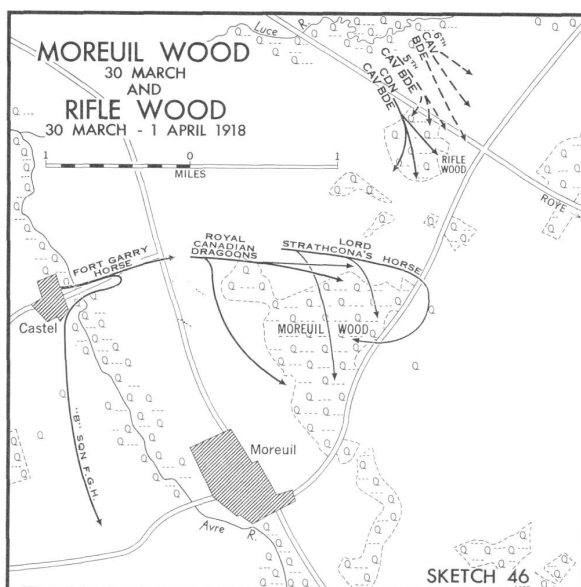 MOREUIL WOOD
30 MARCH
AND
RIFLE WOOD
30 MARCH - 1 APRIL 1918
1 0 1
MILES
Luce R.
6TH
CAV
BDE
5TH
CAV BDE
CDN
CAV BDE
RIFLE
WOOD
ROYE
ROYAL
CANADIAN
DRAGOONS
LORD
STRATHCONA'S HORSE
FORT GARRY
HORSE
Castel
MOREUIL WOOD
"B" SQN F.G.H.
Moreuil
Avre R.
SKETCH 46